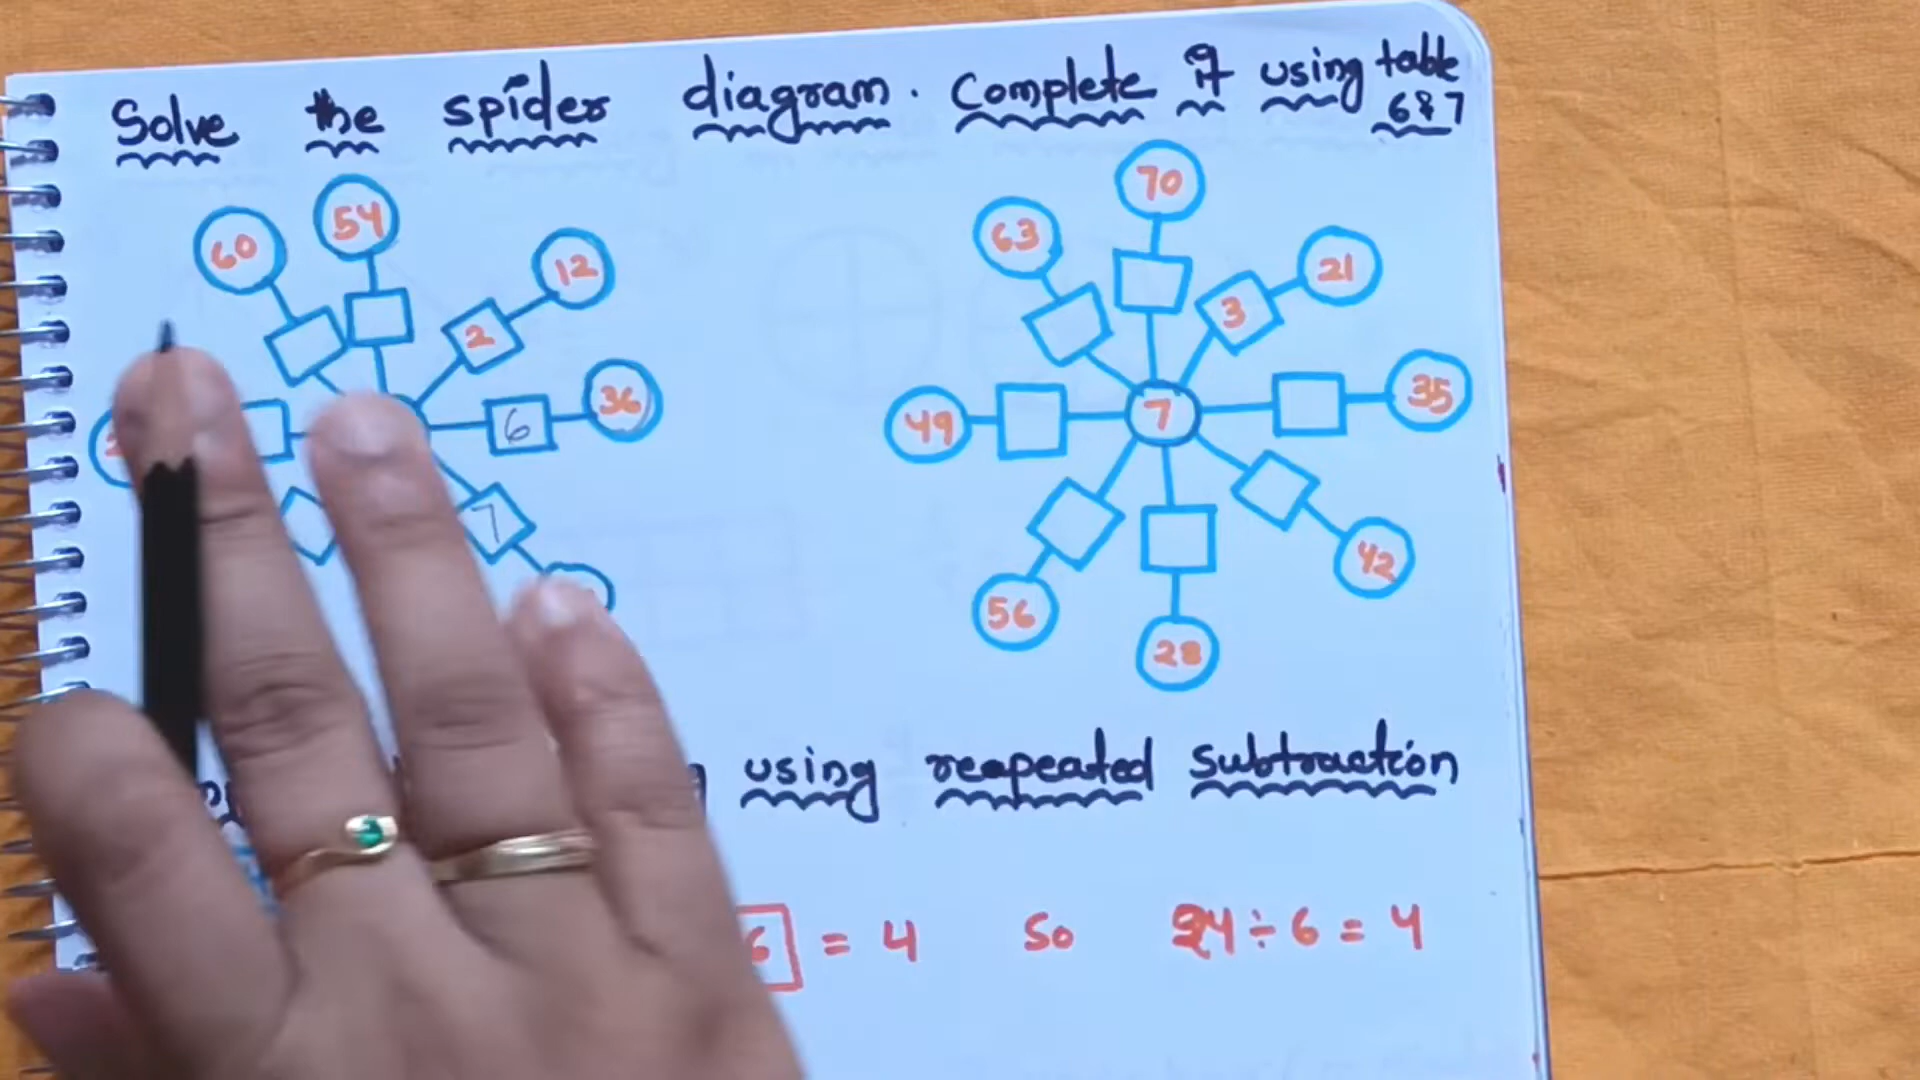 Solve the spider diagram. Complete it using table
6 & 7
60 54 12 2 36 6 7
70 63 21 3 35 49 7 42 56 28
using reapeated subtraction
6 = 4 So 24 ÷ 6 = 4